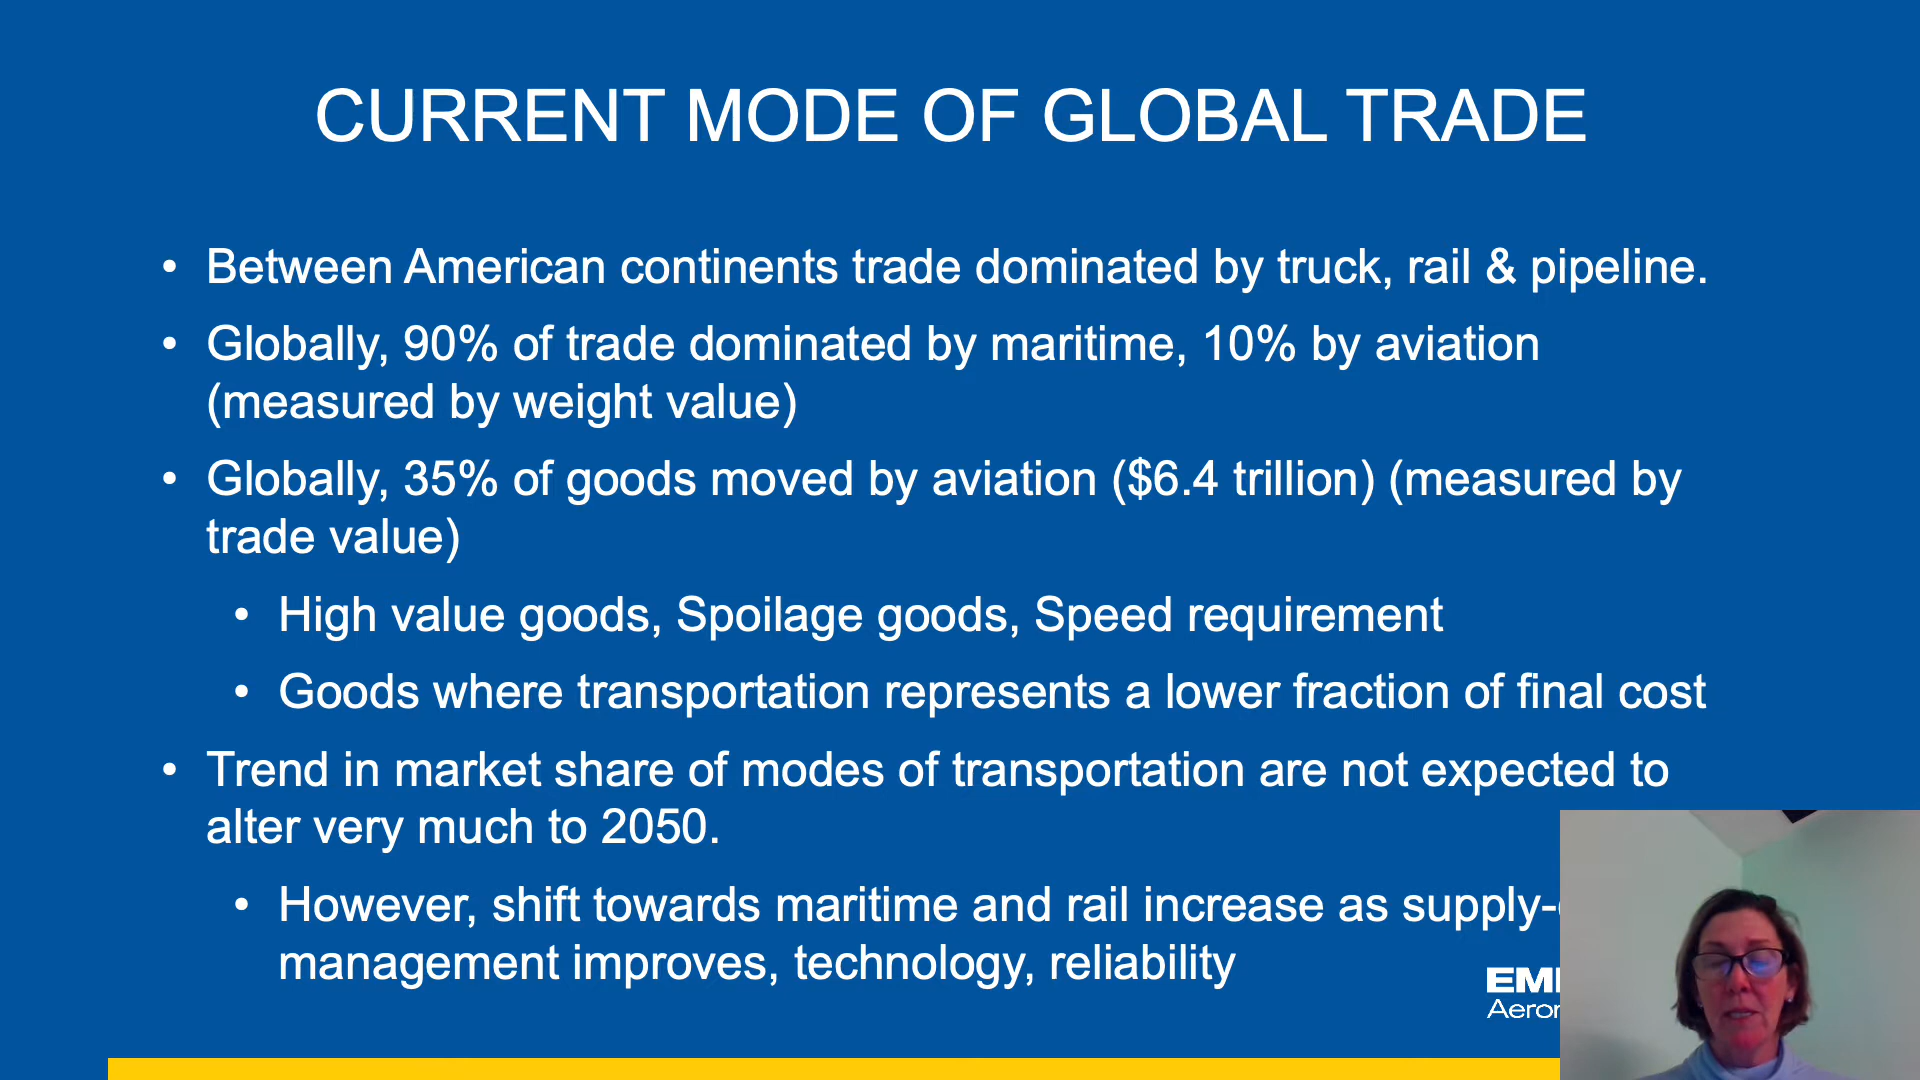 CURRENT MODE OF GLOBAL TRADE
• Between American continents trade dominated by truck, rail & pipeline.
• Globally, 90% of trade dominated by maritime, 10% by aviation
(measured by weight value)
• Globally, 35% of goods moved by aviation ($6.4 trillion) (measured by
trade value)
• High value goods, Spoilage goods, Speed requirement
• Goods where transportation represents a lower fraction of final cost
• Trend in market share of modes of transportation are not expected to
alter very much to 2050.
• However, shift towards maritime and rail increase as supply-
management improves, technology, reliability